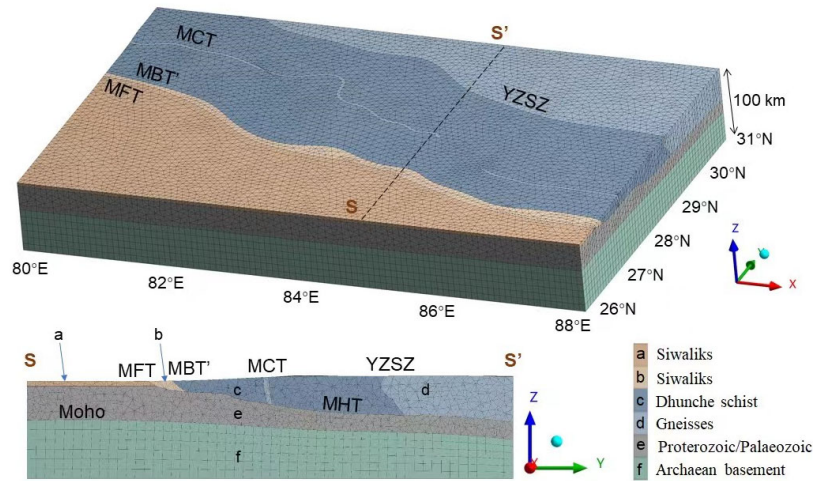 S'
MCT
MBT'
MFT
YZSZ
100 km
S
31°N
30°N
29°N
28°N
27°N
26°N
80°E
82°E
84°E
86°E
88°E
Z
Y
X
a
b
S
MFT
MBT'
MCT
YZSZ
S'
c
d
Moho
e
MHT
f
Z
X
Y
a Siwaliks
b Siwaliks
c Dhunche schist
d Gneisses
e Proterozoic/Palaeozoic
f Archaean basement